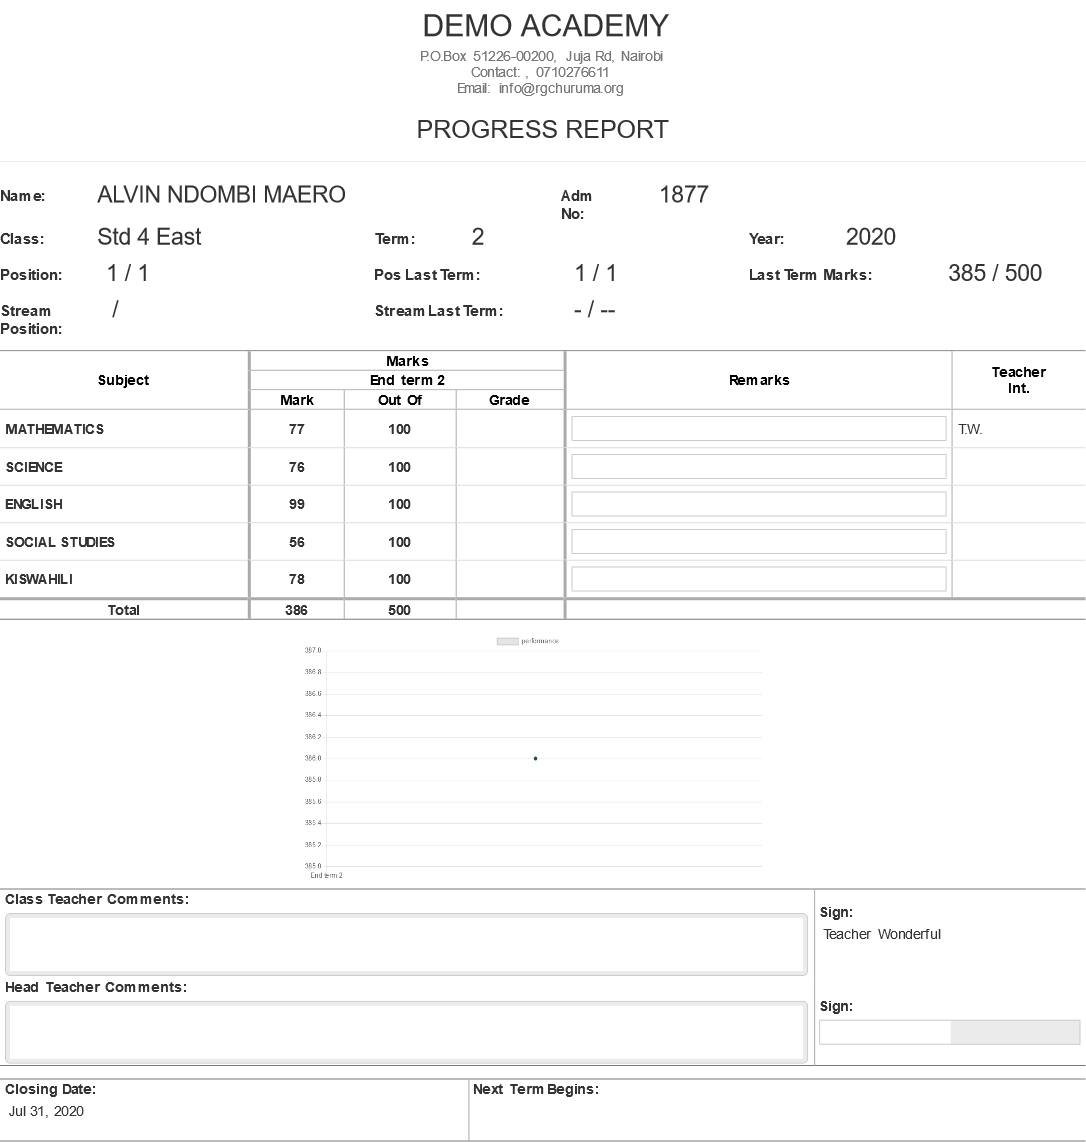 DEMO ACADEMY
P.O.Box 51226-00200, Juja Rd, Nairobi
Contact: , 0710276611
Email: info@rgchuruma.org
PROGRESS REPORT
Name: ALVIN NDOMBI MAERO Adm No: 1877
Class: Std 4 East Term: 2 Year: 2020
Position: 1 / 1 Pos Last Term: 1 / 1 Last Term Marks: 385 / 500
Stream Position: / Stream Last Term: - / --
Subject Marks Remarks Teacher Int.
End term 2
Mark Out Of Grade
MATHEMATICS 77 100 T.W.
SCIENCE 76 100
ENGLISH 99 100
SOCIAL STUDIES 56 100
KISWAHILI 78 100
Total 386 500
performance
387.0
386.8
386.6
386.4
386.2
386.0
385.8
385.6
385.4
385.2
385.0
End term 2
Class Teacher Comments:
Sign:
Teacher Wonderful
Head Teacher Comments:
Sign:
Closing Date: Next Term Begins:
Jul 31, 2020